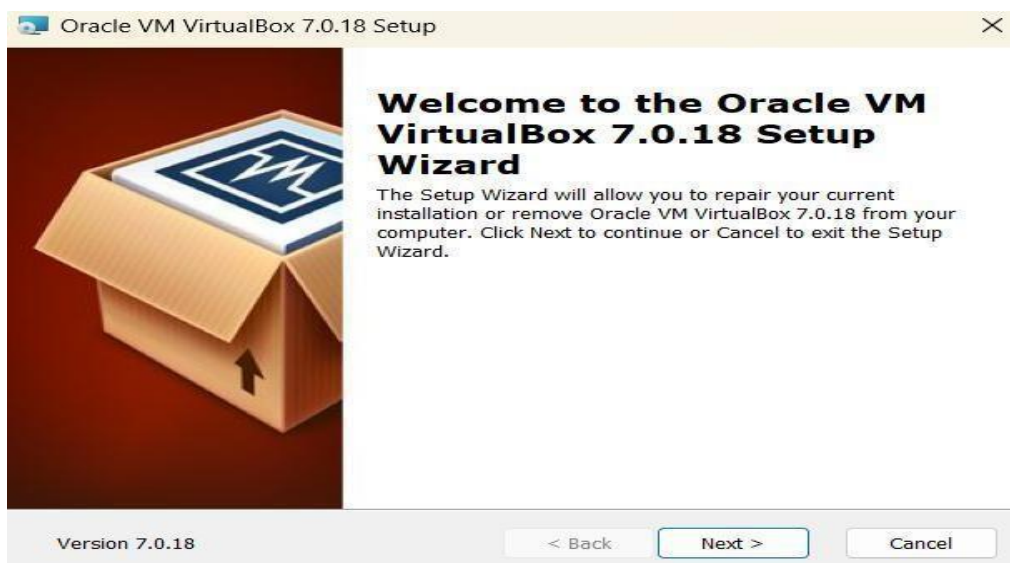 Oracle VM VirtualBox 7.0.18 Setup
Welcome to the Oracle VM
VirtualBox 7.0.18 Setup
Wizard
The Setup Wizard will allow you to repair your current
installation or remove Oracle VM VirtualBox 7.0.18 from your
computer. Click Next to continue or Cancel to exit the Setup
Wizard.
Version 7.0.18
< Back
Next >
Cancel